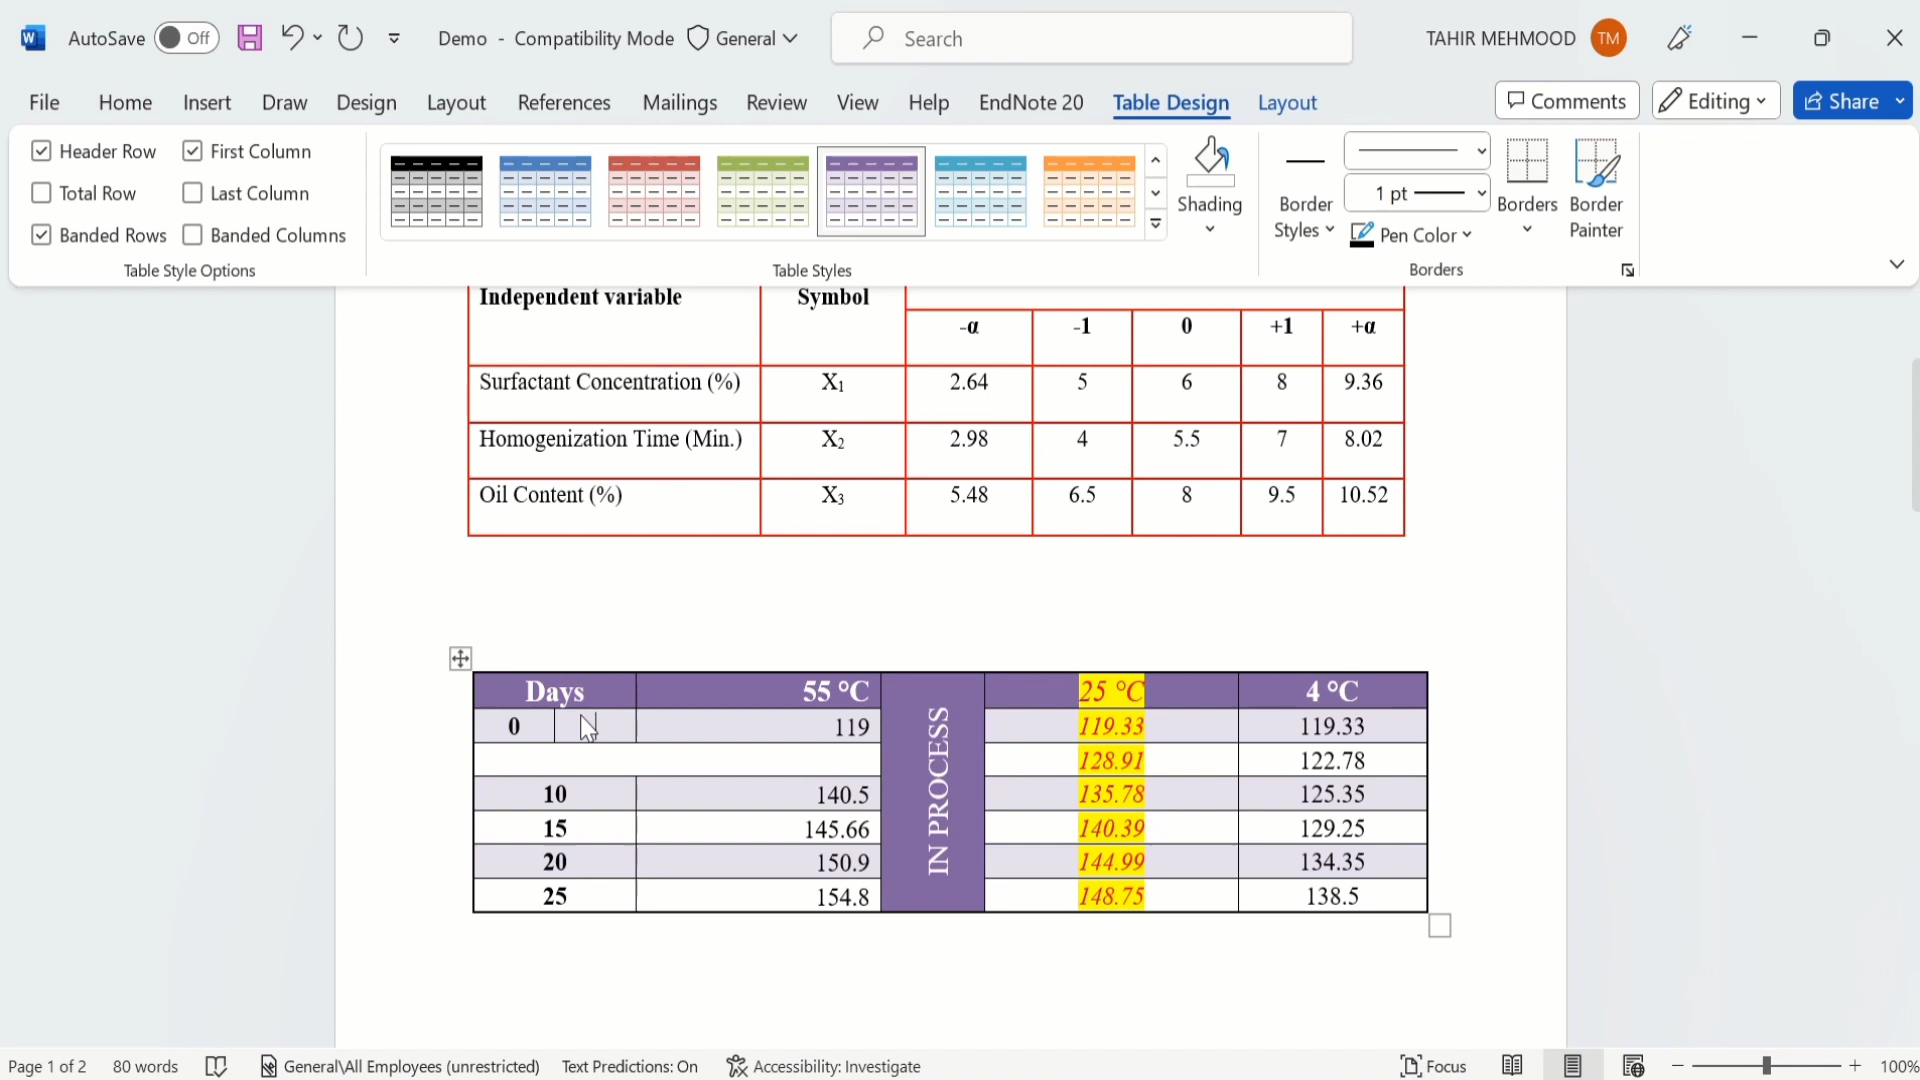 AutoSave Off Demo - Compatibility Mode General Search TAHIR MEHMOOD TM
File Home Insert Draw Design Layout References Mailings Review View Help EndNote 20 Table Design Layout Comments Editing Share
Header Row First Column
Total Row Last Column
Banded Rows Banded Columns
Table Style Options
Table Styles
Shading
Border Styles
1 pt
Pen Color
Borders
Border Painter
Borders
Independent variable Symbol
-α -1 0 +1 +α
Surfactant Concentration (%) X₁ 2.64 5 6 8 9.36
Homogenization Time (Min.) X₂ 2.98 4 5.5 7 8.02
Oil Content (%) X₃ 5.48 6.5 8 9.5 10.52
Days 55 °C 25 °C 4 °C
IN PROCESS
0 119 119.33 119.33
128.91 122.78
10 140.5 135.78 125.35
15 145.66 140.39 129.25
20 150.9 144.99 134.35
25 154.8 148.75 138.5
Page 1 of 2 80 words General\All Employees (unrestricted) Text Predictions: On Accessibility: Investigate Focus 100%